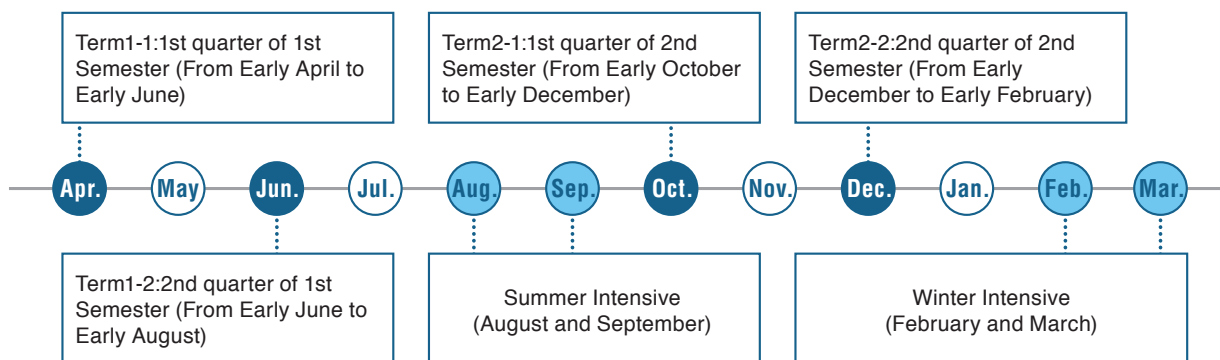 Term1-1:1st quarter of 1st
Semester (From Early April to
Early June)
Term2-1:1st quarter of 2nd
Semester (From Early October
to Early December)
Term2-2:2nd quarter of 2nd
Semester (From Early
December to Early February)
Apr. May Jun. Jul. Aug. Sep. Oct. Nov. Dec. Jan. Feb. Mar.
Term1-2:2nd quarter of 1st
Semester (From Early June to
Early August)
Summer Intensive
(August and September)
Winter Intensive
(February and March)